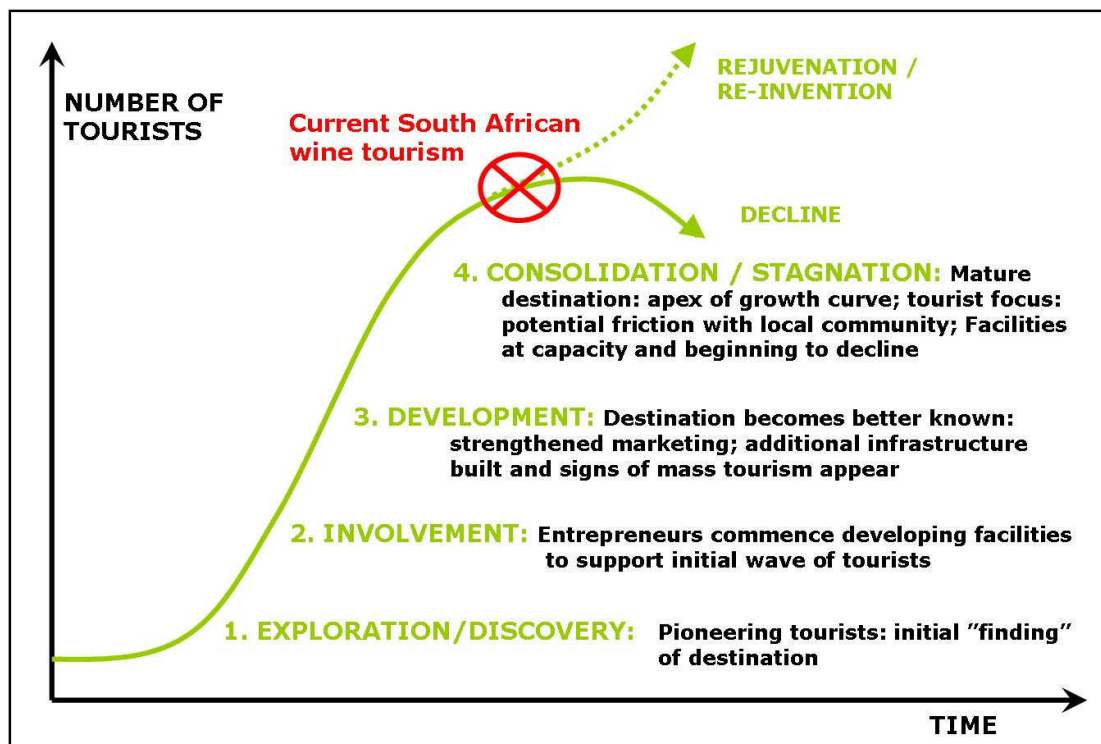 NUMBER OF
TOURISTS
REJUVENATION /
RE-INVENTION
Current South African
wine tourism
DECLINE
4. CONSOLIDATION / STAGNATION: Mature
destination: apex of growth curve; tourist focus:
potential friction with local community; Facilities
at capacity and beginning to decline
3. DEVELOPMENT: Destination becomes better known:
strengthened marketing; additional infrastructure
built and signs of mass tourism appear
2. INVOLVEMENT: Entrepreneurs commence developing facilities
to support initial wave of tourists
1. EXPLORATION/DISCOVERY: Pioneering tourists: initial ”finding”
of destination
TIME